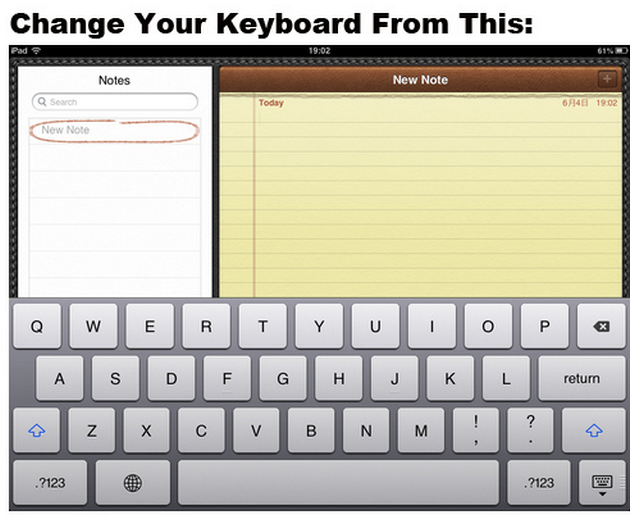 Change Your Keyboard From This:
iPad 19:02 61%
Notes
New Note +
Search
Today 6月4日 19:02
New Note
Q W E R T Y U I O P
A S D F G H J K L return
Z X C V B N M ! , ? .
.?123 .?123